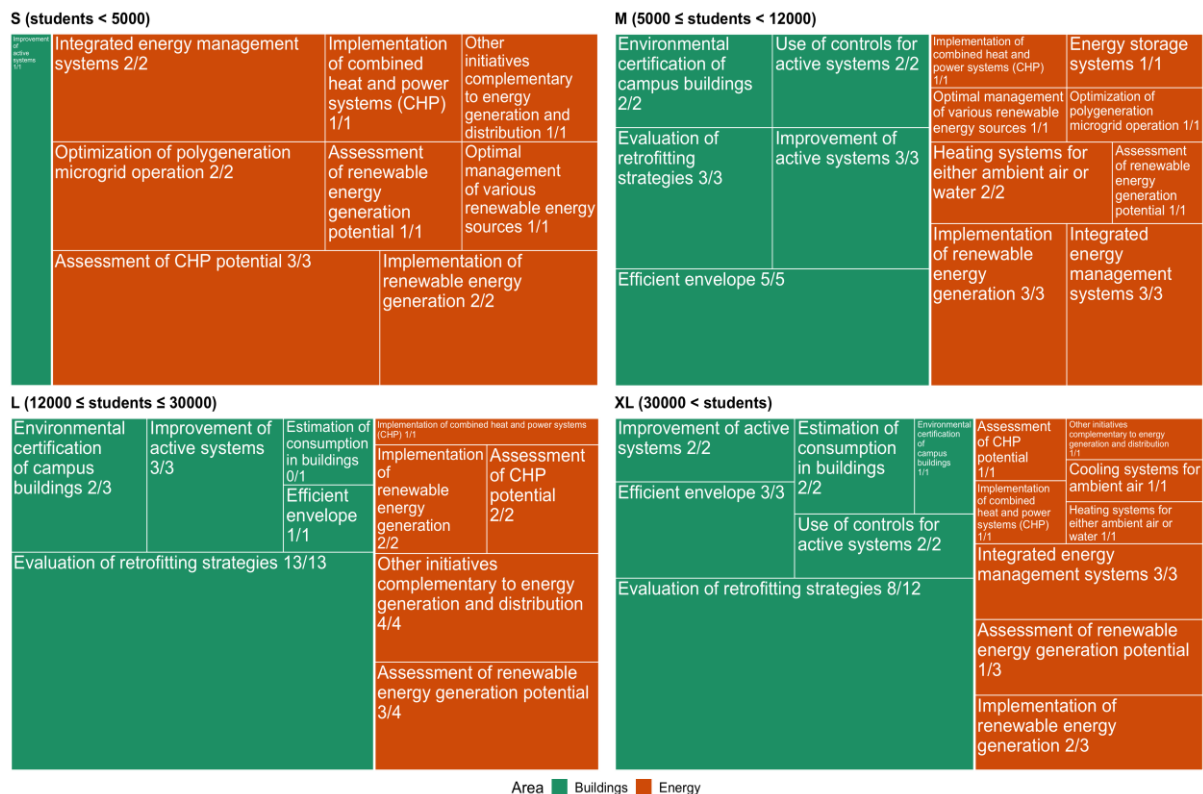 S (students < 5000)
Improvement
of
active
systems
1/1
Integrated energy management
systems 2/2
Implementation
of combined
heat and power
systems (CHP)
1/1
Other
initiatives
complementary
to energy
generation and
distribution 1/1
Optimization of polygeneration
microgrid operation 2/2
Assessment
of renewable
energy
generation
potential 1/1
Optimal
management
of various
renewable energy
sources 1/1
Assessment of CHP potential 3/3
Implementation of
renewable energy
generation 2/2
M (5000 ≤ students < 12000)
Environmental
certification of
campus buildings
2/2
Use of controls for
active systems 2/2
Evaluation of
retrofitting
strategies 3/3
Improvement of
active systems 3/3
Efficient envelope 5/5
Implementation of
combined heat and
power systems (CHP)
1/1
Energy storage
systems 1/1
Optimal management
of various renewable
energy sources 1/1
Optimization of
polygeneration
microgrid operation 1/1
Heating systems for
either ambient air or
water 2/2
Assessment
of renewable
energy
generation
potential 1/1
Implementation
of renewable
energy
generation 3/3
Integrated
energy
management
systems 3/3
L (12000 ≤ students ≤ 30000)
Environmental
certification
of campus
buildings 2/3
Improvement of
active systems
3/3
Estimation of
consumption
in buildings
0/1
Efficient
envelope
1/1
Evaluation of retrofitting strategies 13/13
Implementation of combined heat and power systems
(CHP) 1/1
Implementation
of
renewable
energy
generation
2/2
Assessment
of CHP
potential
2/2
Other initiatives
complementary to energy
generation and distribution
4/4
Assessment of renewable
energy generation potential
3/4
XL (30000 < students)
Improvement of active
systems 2/2
Estimation of
consumption
in buildings
2/2
Environmental
certification
of
campus
buildings
1/1
Efficient envelope 3/3
Use of controls for
active systems 2/2
Evaluation of retrofitting strategies 8/12
Assessment
of CHP
potential
1/1
Other initiatives
complementary to energy
generation and distribution
1/1
Cooling systems for
ambient air 1/1
Implementation
of combined
heat and power
systems (CHP)
1/1
Heating systems for
either ambient air or
water 1/1
Integrated energy
management systems 3/3
Assessment of renewable
energy generation potential
1/3
Implementation of
renewable energy
generation 2/3
Area Buildings Energy